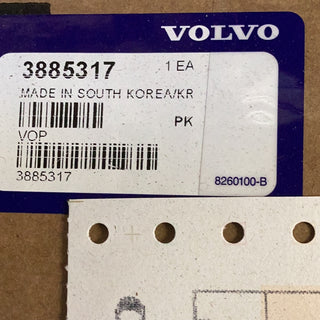 VOLVO
3885317 1 EA
MADE IN SOUTH KOREA/KR
PK
VOP
3885317
8260100-B